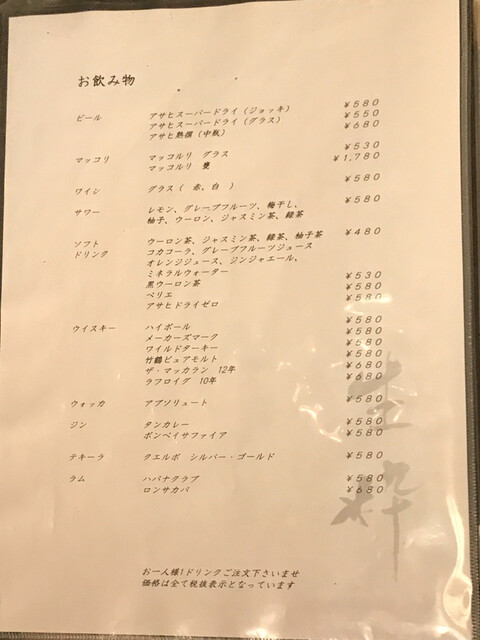 お飲み物
ビール　アサヒスーパードライ（ジョッキ）　￥580
アサヒスーパードライ（グラス）　￥550
アサヒ熟撰（中瓶）　￥680
マッコリ　マッコルリ　グラス　￥530
マッコルリ　甕　￥1,780
ワイン　グラス（　赤、白　）　￥580
サワー　レモン、グレープフルーツ、梅干し、　￥580
柚子、ウーロン、ジャスミン茶、緑茶
ソフト　ウーロン茶、ジャスミン茶、緑茶、柚子茶　￥480
ドリンク　コカコーラ、グレープフルーツジュース
オレンジジュース、ジンジャエール、
ミネラルウォーター
黒ウーロン茶　￥530
ペリエ　￥580
アサヒドライゼロ　￥580
ウイスキー　ハイボール　￥580
メーカーズマーク　￥580
ワイルドターキー　￥580
竹鶴ピュアモルト　￥580
ザ・マッカラン　12年　￥680
ラフロイグ　10年　￥680
ウォッカ　アブソリュート　￥580
ジン　タンカレー　￥580
ボンベイサファイア　￥580
テキーラ　クエルボ　シルバー・ゴールド　￥580
ラム　ハバナクラブ　￥580
ロンサカパ　￥680
粋
お一人様1ドリンクご注文下さいませ
価格は全て税抜表示となっています